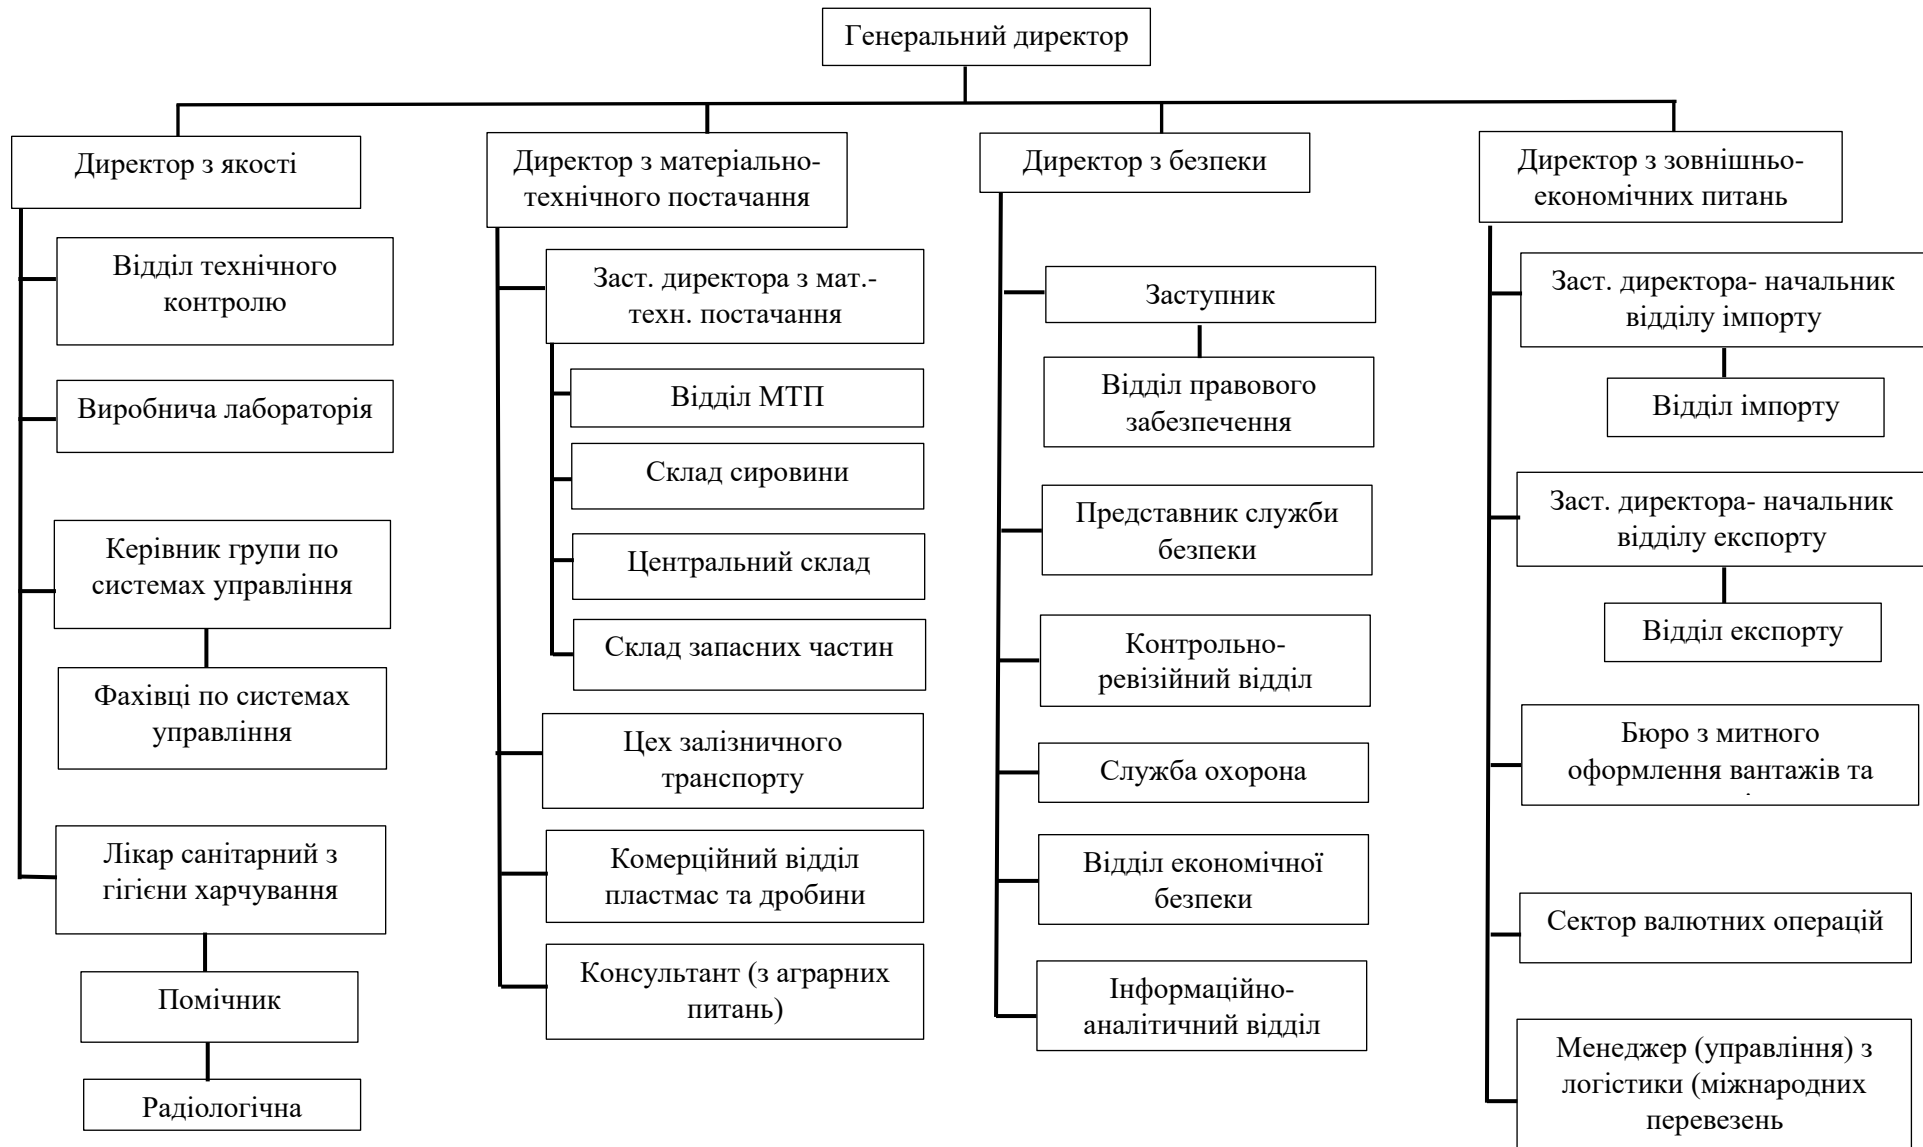 Генеральний директор
Директор з якості
Відділ технічного
контролю
Виробнича лабораторія
Керівник групи по
системах управління
Фахівці по системах
управління
Лікар санітарний з
гігієни харчування
Помічник
Радіологічна
Директор з матеріально-
технічного постачання
Заст. директора з мат.-
техн. постачання
Відділ МТП
Склад сировини
Центральний склад
Склад запасних частин
Цех залізничного
транспорту
Комерційний відділ
пластмас та дробини
Консультант (з аграрних
питань)
Директор з безпеки
Заступник
Відділ правового
забезпечення
Представник служби
безпеки
Контрольно-
ревізійний відділ
Служба охорона
Відділ економічної
безпеки
Інформаційно-
аналітичний відділ
Директор з зовнішньо-
економічних питань
Заст. директора- начальник
відділу імпорту
Відділ імпорту
Заст. директора- начальник
відділу експорту
Відділ експорту
Бюро з митного
оформлення вантажів та
Сектор валютних операцій
Менеджер (управління) з
логістики (міжнародних
перевезень